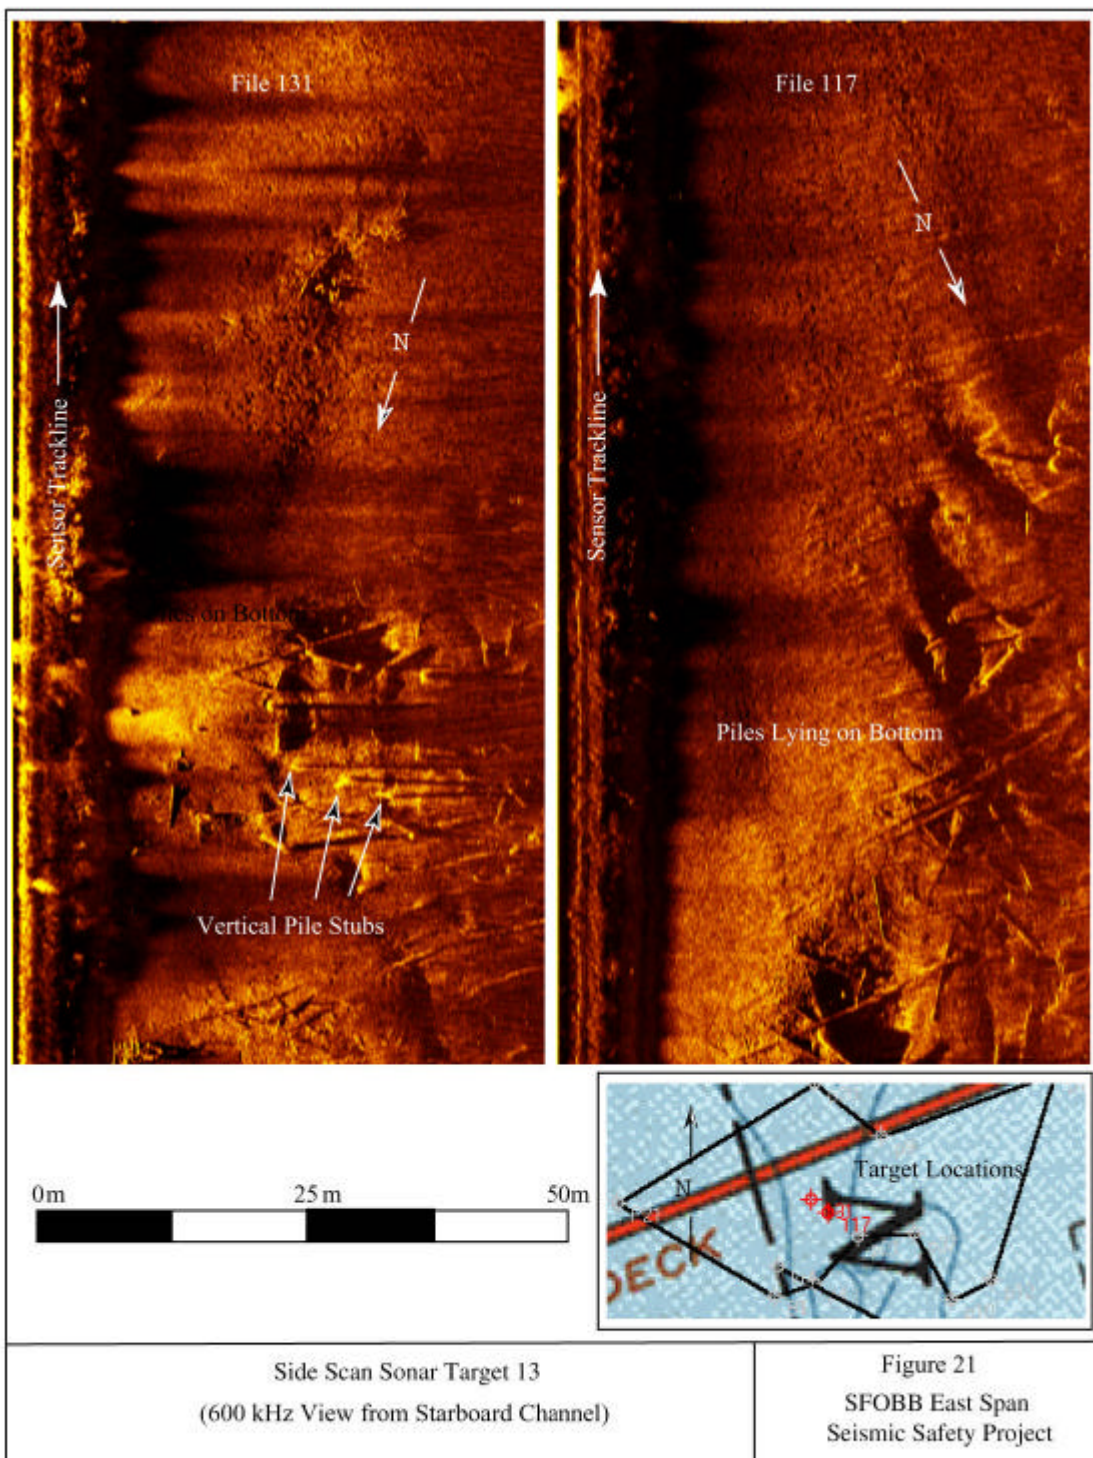 File 131
File 117
N
N
Sensor Trackline
Sensor Trackline
on Bottom
Piles Lying on Bottom
Vertical Pile Stubs
0m 25 m 50m
Target Locations
N
117
DECK
Side Scan Sonar Target 13
(600 kHz View from Starboard Channel)
Figure 21
SFOBB East Span
Seismic Safety Project